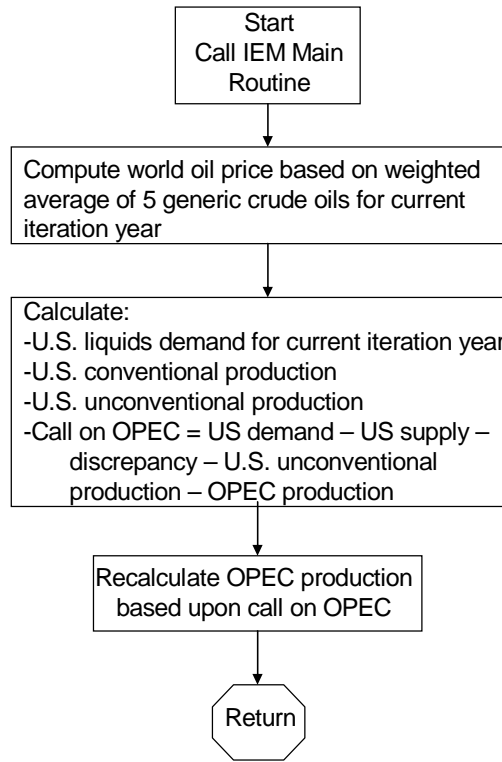 Start
Call IEM Main
Routine
Compute world oil price based on weighted
average of 5 generic crude oils for current
iteration year
Calculate:
-U.S. liquids demand for current iteration year
-U.S. conventional production
-U.S. unconventional production
-Call on OPEC = US demand – US supply –
discrepancy – U.S. unconventional
production – OPEC production
Recalculate OPEC production
based upon call on OPEC
Return